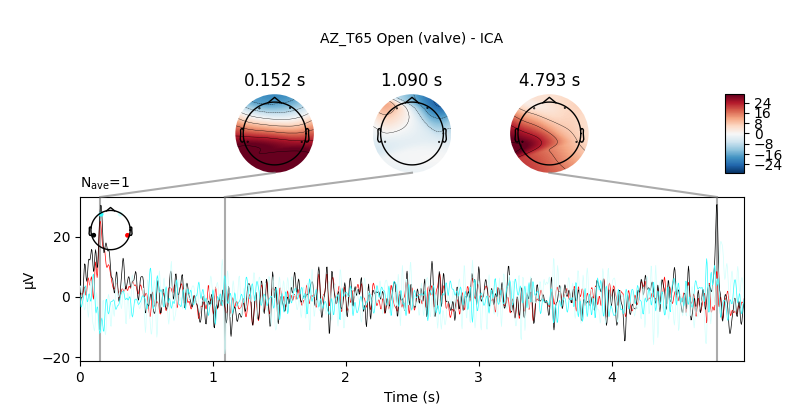 AZ_T65 Open (valve) - ICA
0.152 s
1.090 s
4.793 s
24
16
8
0
−8
−16
−24
Nave=1
20
0
−20
µV
0
1
2
3
4
Time (s)